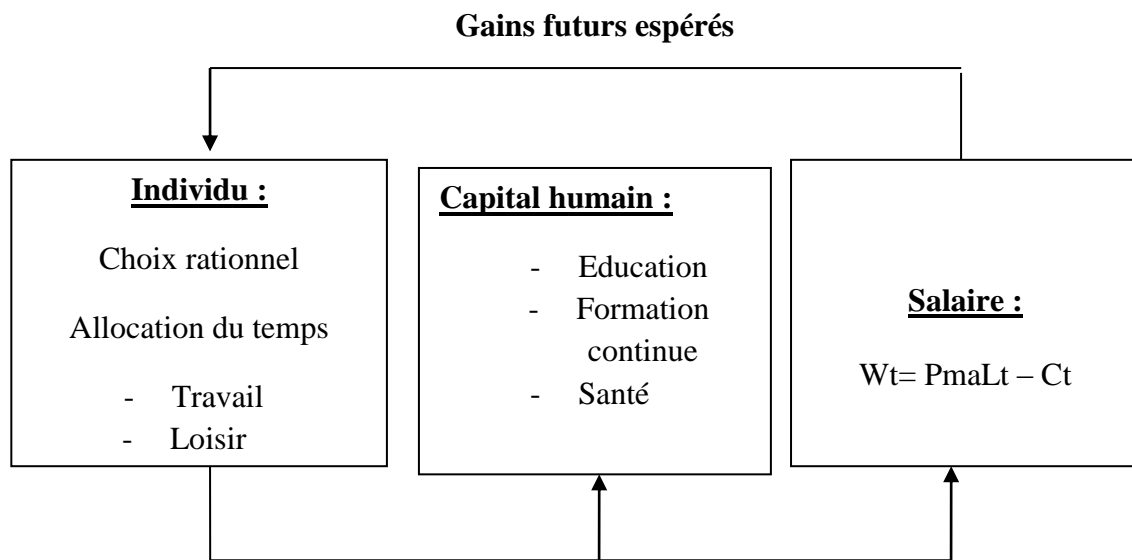 Gains futurs espérés
Individu :
Choix rationnel
Allocation du temps
- Travail
- Loisir
Capital humain :
- Education
- Formation
continue
- Santé
Salaire :
Wt= PmaLt – Ct